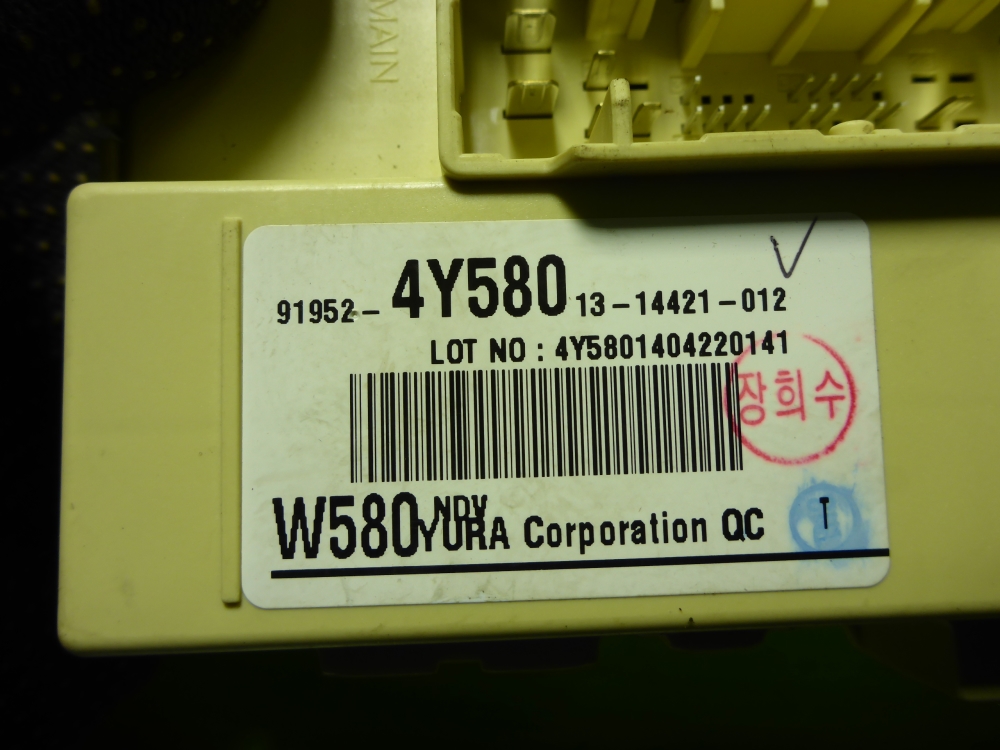 MAIN
91952- 4Y580 13-14421-012
LOT NO : 4Y5801404220141
장희수
W580 NDV
YURA Corporation QC
T